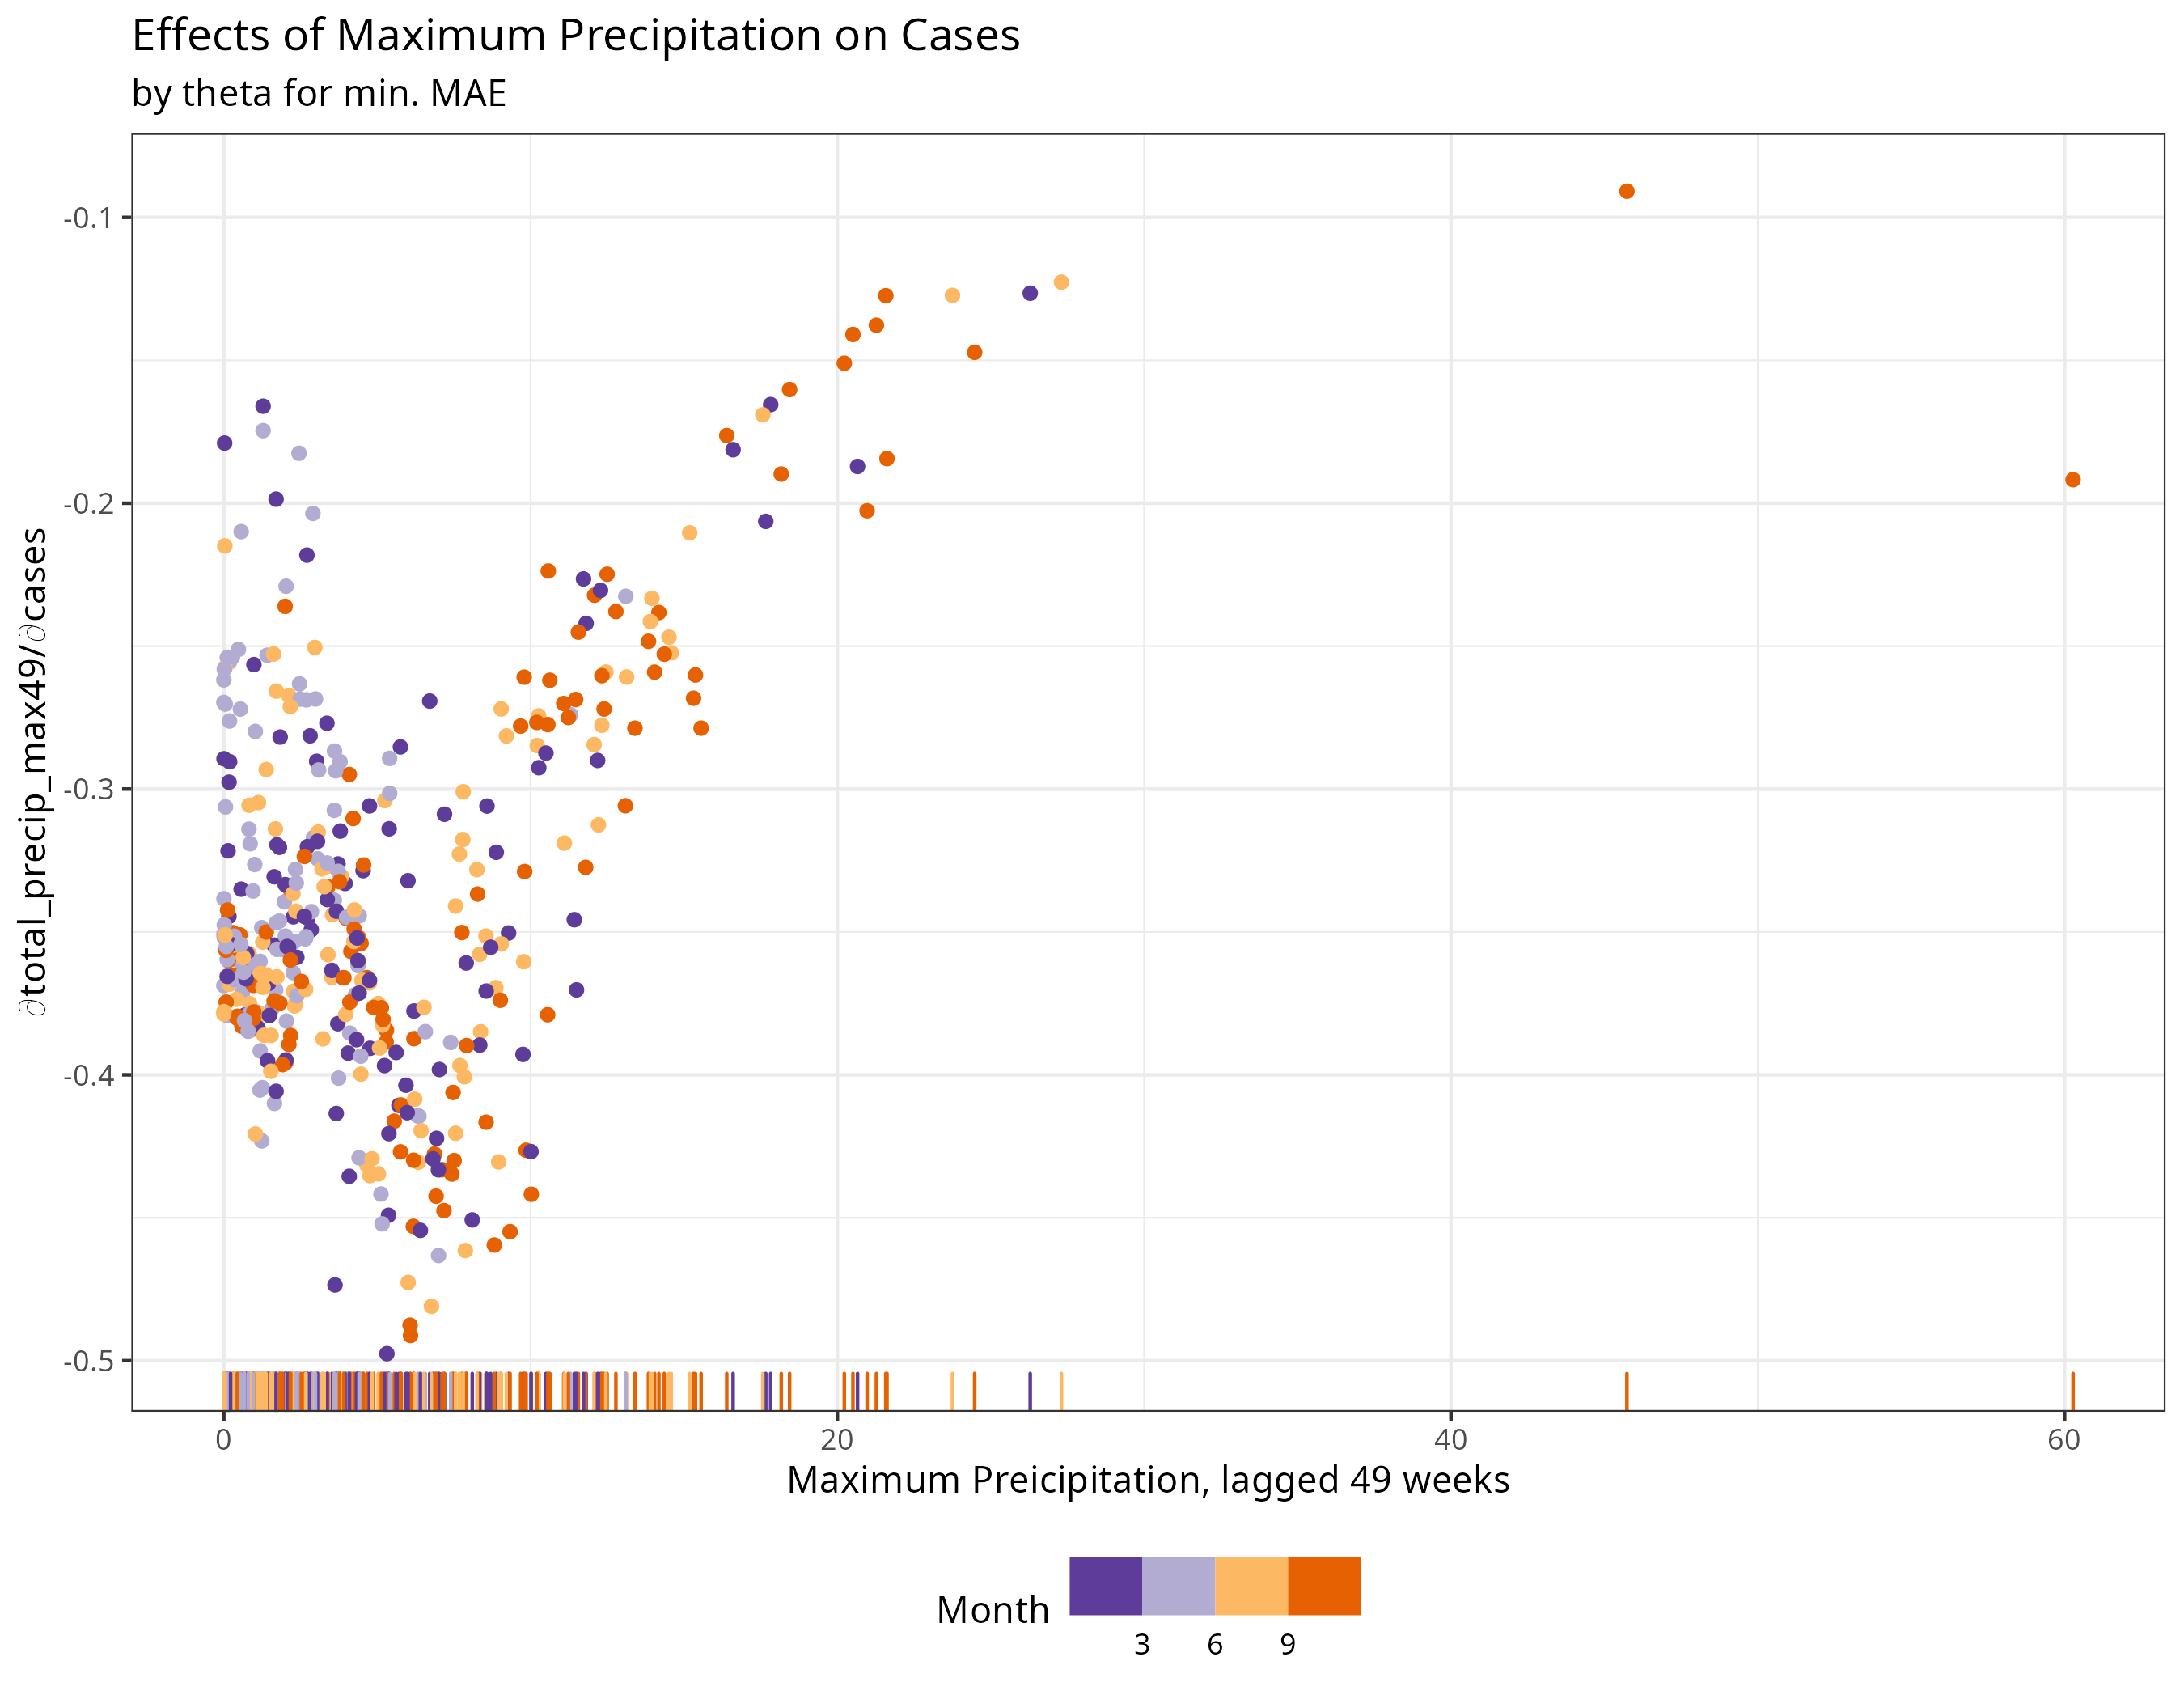 Effects of Maximum Precipitation on Cases
by theta for min. MAE
∂total_precip_max49/∂cases
-0.1
-0.2
-0.3
-0.4
-0.5
0 20 40 60
Maximum Preicipitation, lagged 49 weeks
Month
3 6 9